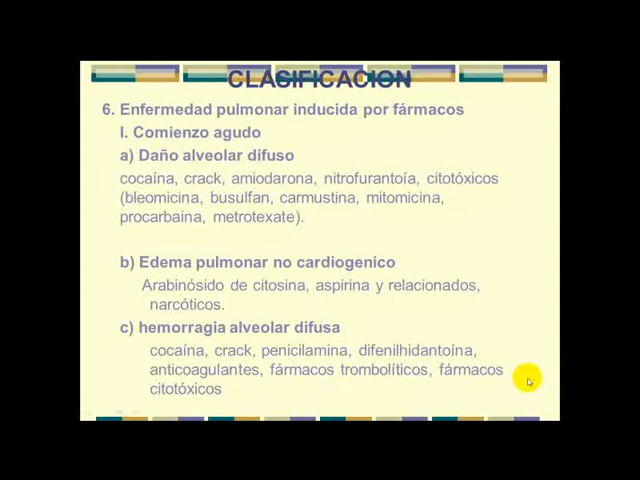 CLASIFICACION
6. Enfermedad pulmonar inducida por fármacos
I. Comienzo agudo
a) Daño alveolar difuso
cocaína, crack, amiodarona, nitrofurantoía, citotóxicos
(bleomicina, busulfan, carmustina, mitomicina,
procarbaina, metrotexate).
b) Edema pulmonar no cardiogenico
Arabinósido de citosina, aspirina y relacionados,
narcóticos.
c) hemorragia alveolar difusa
cocaína, crack, penicilamina, difenilhidantoína,
anticoagulantes, fármacos trombolíticos, fármacos
citotóxicos